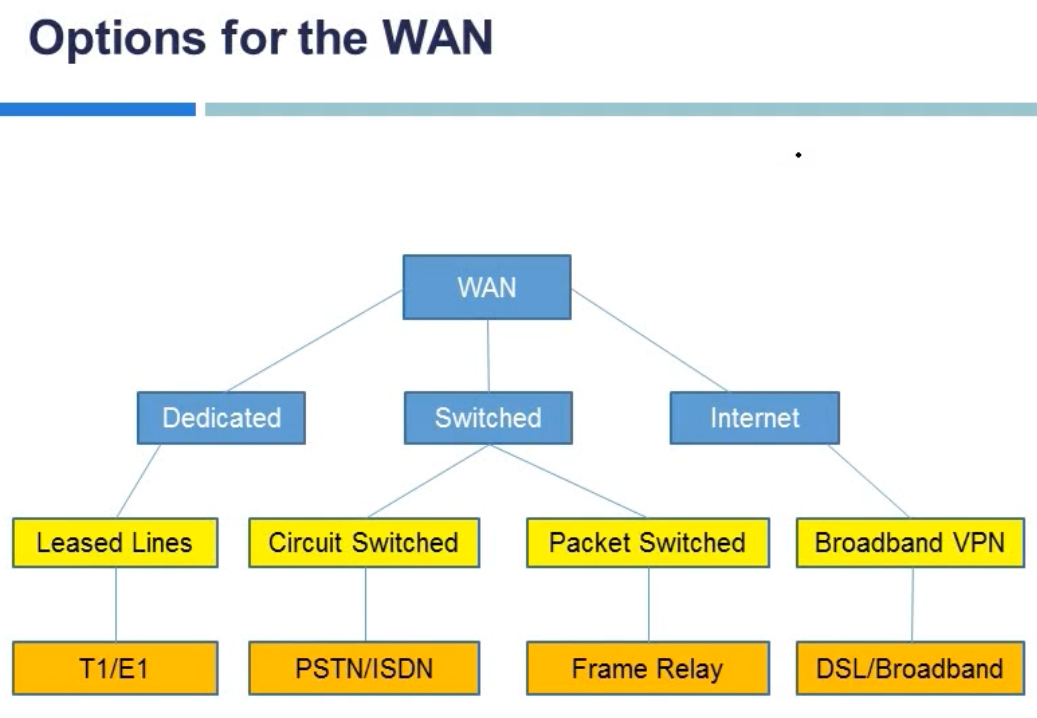 Options for the WAN
WAN
Dedicated
Switched
Internet
Leased Lines
Circuit Switched
Packet Switched
Broadband VPN
T1/E1
PSTN/ISDN
Frame Relay
DSL/Broadband